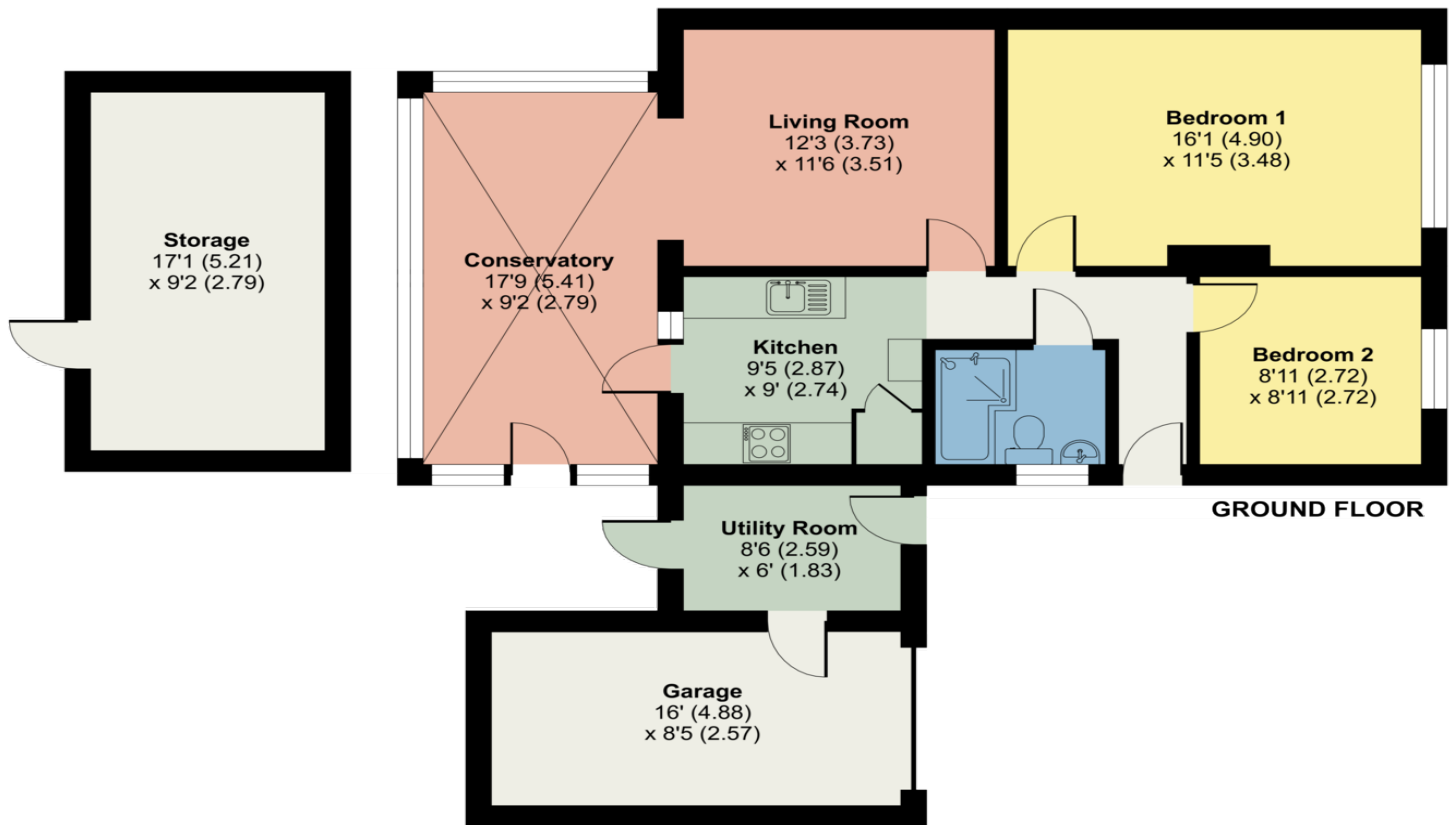 Living Room
12'3 (3.73)
x 11'6 (3.51)
Bedroom 1
16'1 (4.90)
x 11'5 (3.48)
Storage
17'1 (5.21)
x 9'2 (2.79)
Conservatory
17'9 (5.41)
x 9'2 (2.79)
Kitchen
9'5 (2.87)
x 9' (2.74)
Bedroom 2
8'11 (2.72)
x 8'11 (2.72)
GROUND FLOOR
Utility Room
8'6 (2.59)
x 6' (1.83)
Garage
16' (4.88)
x 8'5 (2.57)